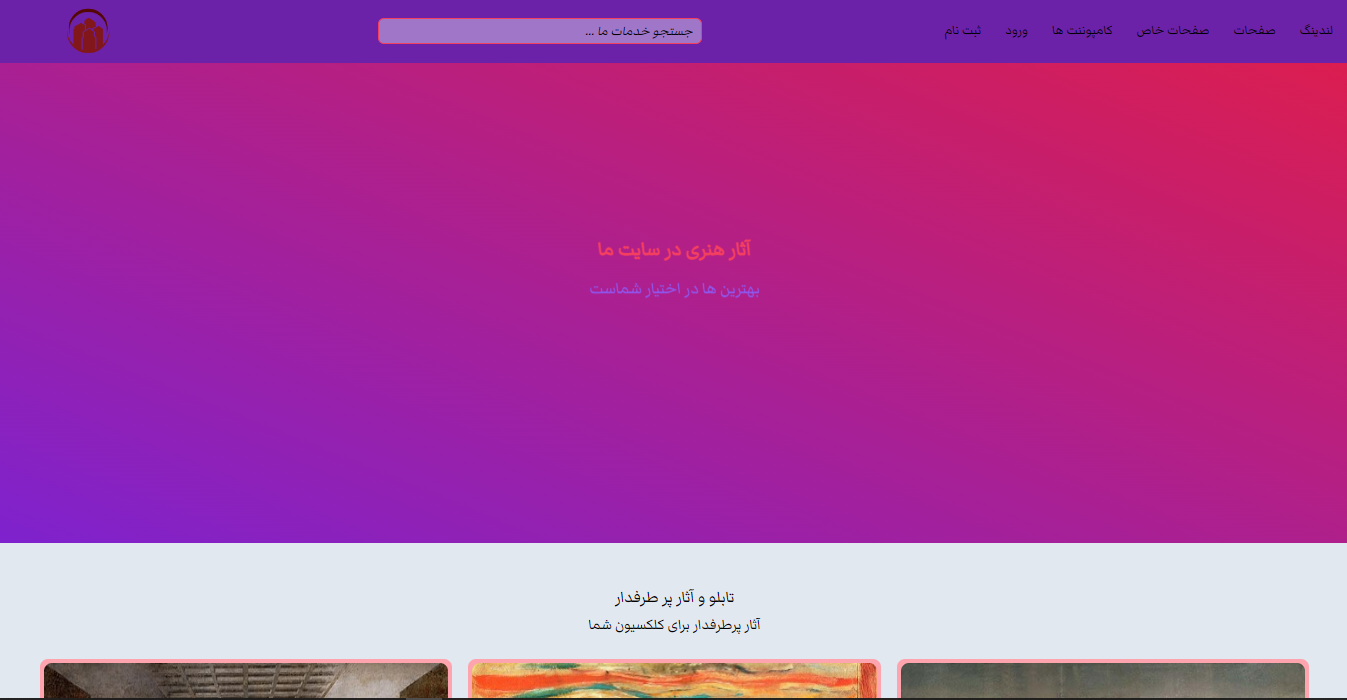 لندینگ صفحات صفحات خاص کامپوننت ها ورود ثبت نام
جستجو خدمات ما ...
آثار هنری در سایت ما
بهترین ها در اختیار شماست
تابلو و آثار پر طرفدار
آثار پرطرفدار برای کلکسیون شما